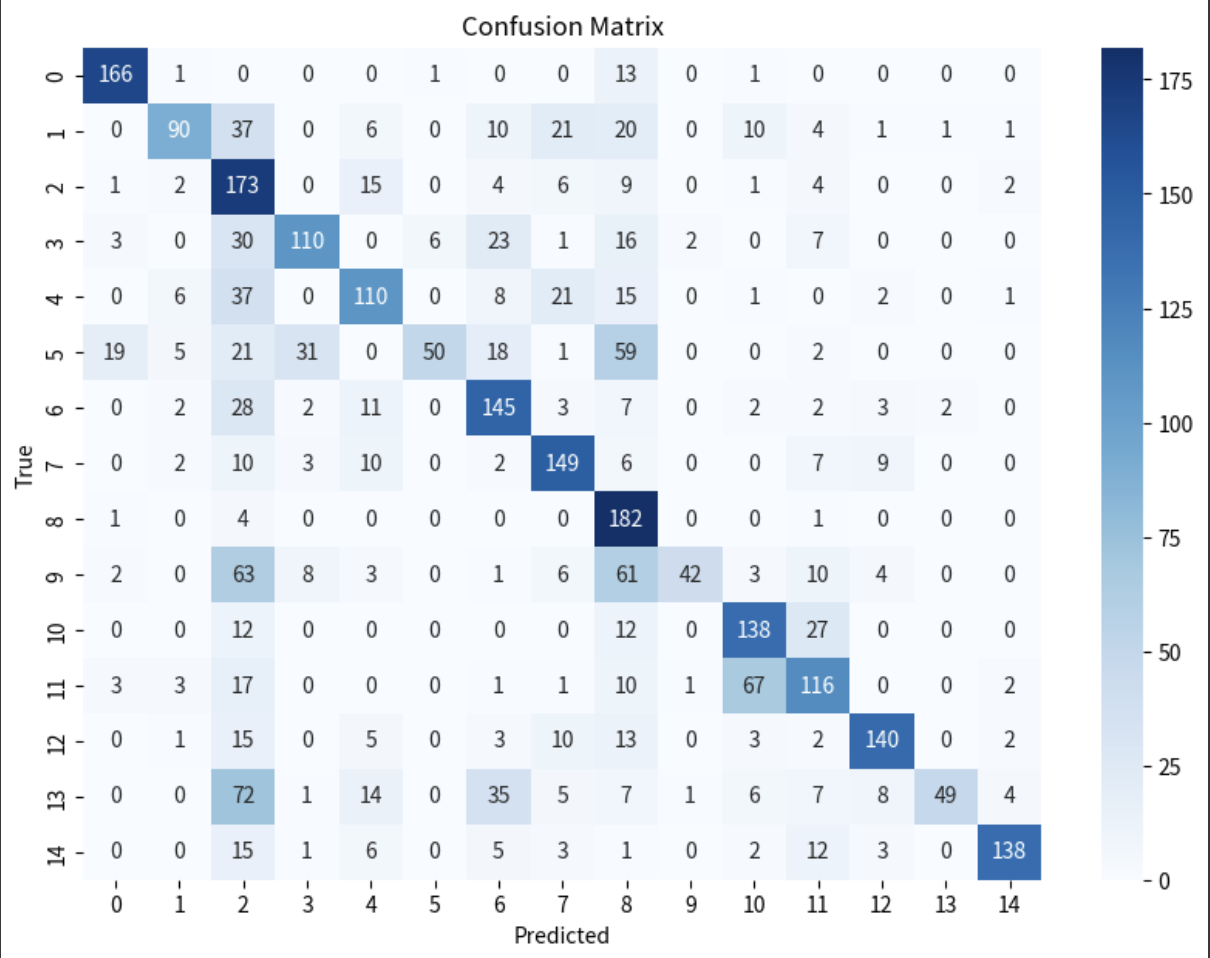 Confusion Matrix
0 166 1 0 0 0 1 0 0 13 0 1 0 0 0 0
1 0 90 37 0 6 0 10 21 20 0 10 4 1 1 1
2 1 2 173 0 15 0 4 6 9 0 1 4 0 0 2
3 3 0 30 110 0 6 23 1 16 2 0 7 0 0 0
4 0 6 37 0 110 0 8 21 15 0 1 0 2 0 1
5 19 5 21 31 0 50 18 1 59 0 0 2 0 0 0
6 0 2 28 2 11 0 145 3 7 0 2 2 3 2 0
7 0 2 10 3 10 0 2 149 6 0 0 7 9 0 0
8 1 0 4 0 0 0 0 0 182 0 0 1 0 0 0
9 2 0 63 8 3 0 1 6 61 42 3 10 4 0 0
10 0 0 12 0 0 0 0 0 12 0 138 27 0 0 0
11 3 3 17 0 0 0 1 1 10 1 67 116 0 0 2
12 0 1 15 0 5 0 3 10 13 0 3 2 140 0 2
13 0 0 72 1 14 0 35 5 7 1 6 7 8 49 4
14 0 0 15 1 6 0 5 3 1 0 2 12 3 0 138
0 1 2 3 4 5 6 7 8 9 10 11 12 13 14
Predicted
True
175
150
125
100
75
50
25
0